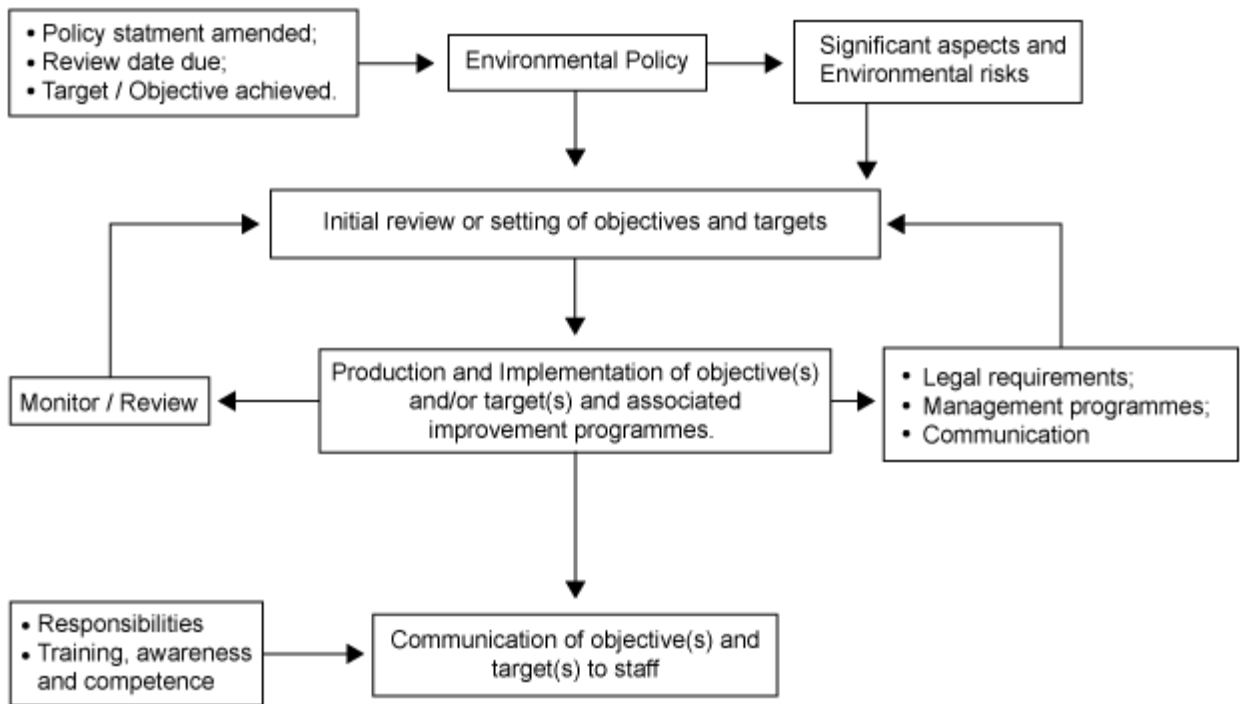 • Policy statment amended;
• Review date due;
• Target / Objective achieved.
Environmental Policy
Significant aspects and
Environmental risks
Initial review or setting of objectives and targets
Monitor / Review
Production and Implementation of objective(s)
and/or target(s) and associated
improvement programmes.
• Legal requirements;
• Management programmes;
• Communication
• Responsibilities
• Training, awareness
and competence
Communication of objective(s) and
target(s) to staff